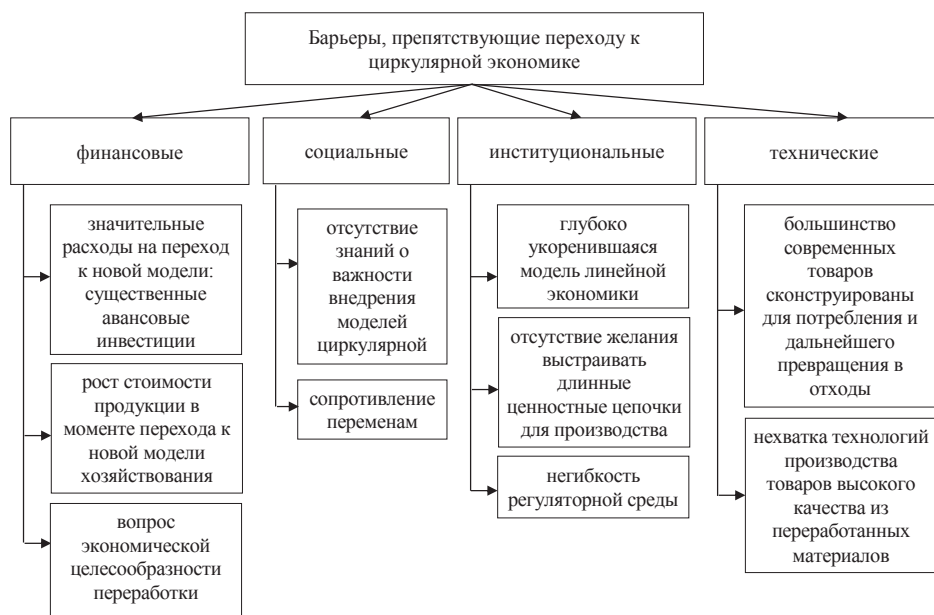 Барьеры, препятствующие переходу к
циркулярной экономике
финансовые
социальные
институциональные
технические
значительные
расходы на переход
к новой модели:
существенные
авансовые
инвестиции
рост стоимости
продукции в
моменте перехода к
новой модели
хозяйствования
вопрос
экономической
целесообразности
переработки
отсутствие
знаний о
важности
внедрения
моделей
циркулярной
сопротивление
переменам
глубоко
укоренившаяся
модель линейной
экономики
отсутствие желания
выстраивать
длинные
ценностные цепочки
для производства
негибкость
регуляторной среды
большинство
современных
товаров
сконструированы
для потребления и
дальнейшего
превращения в
отходы
нехватка технологий
производства
товаров высокого
качества из
переработанных
материалов